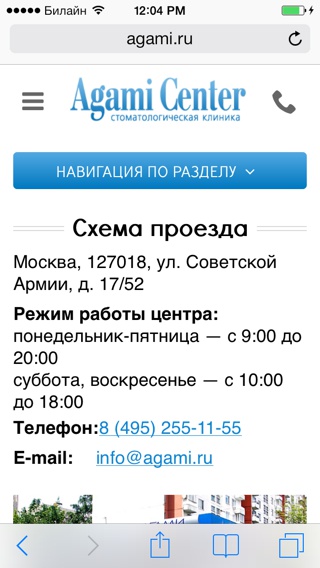 Билайн 12:04 PM
agami.ru
Agami Center
стоматологическая клиника
НАВИГАЦИЯ ПО РАЗДЕЛУ
Схема проезда
Москва, 127018, ул. Советской
Армии, д. 17/52
Режим работы центра:
понедельник-пятница — с 9:00 до
20:00
суббота, воскресенье — с 10:00
до 18:00
Телефон:8 (495) 255-11-55
E-mail: info@agami.ru